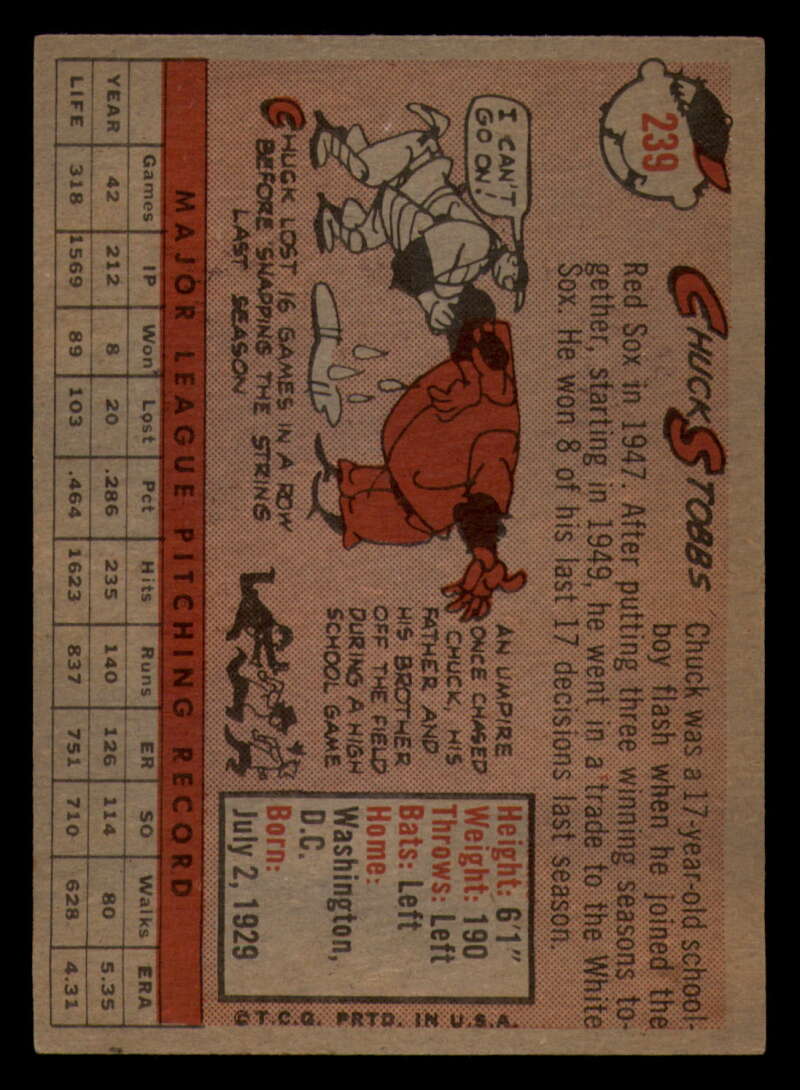 239
CHUCK STOBBS
Chuck was a 17-year-old school-
boy flash when he joined the
Red Sox in 1947. After putting three winning seasons to-
gether, starting in 1949, he went in a trade to the White
Sox. He won 8 of his last 17 decisions last season.
I CAN'T
GO ON!
CHUCK LOST 16 GAMES IN A ROW
BEFORE SNAPPING THE STRING
LAST SEASON
AN UMPIRE
ONCE CHASED
CHUCK, HIS
FATHER AND
HIS BROTHER
OFF THE FIELD
DURING A HIGH
SCHOOL GAME
Height: 6'1"
Weight: 190
Throws: Left
Bats: Left
Home:
Washington,
D.C.
Born:
July 2, 1929
© T.C.G. PRTD. IN U.S.A.
MAJOR LEAGUE PITCHING RECORD
Games IP Won Lost Pct Hits Runs ER SO Walks ERA
YEAR 42 212 8 20 .286 235 140 126 114 80 5.35
LIFE 318 1569 89 103 .464 1623 837 751 710 628 4.31